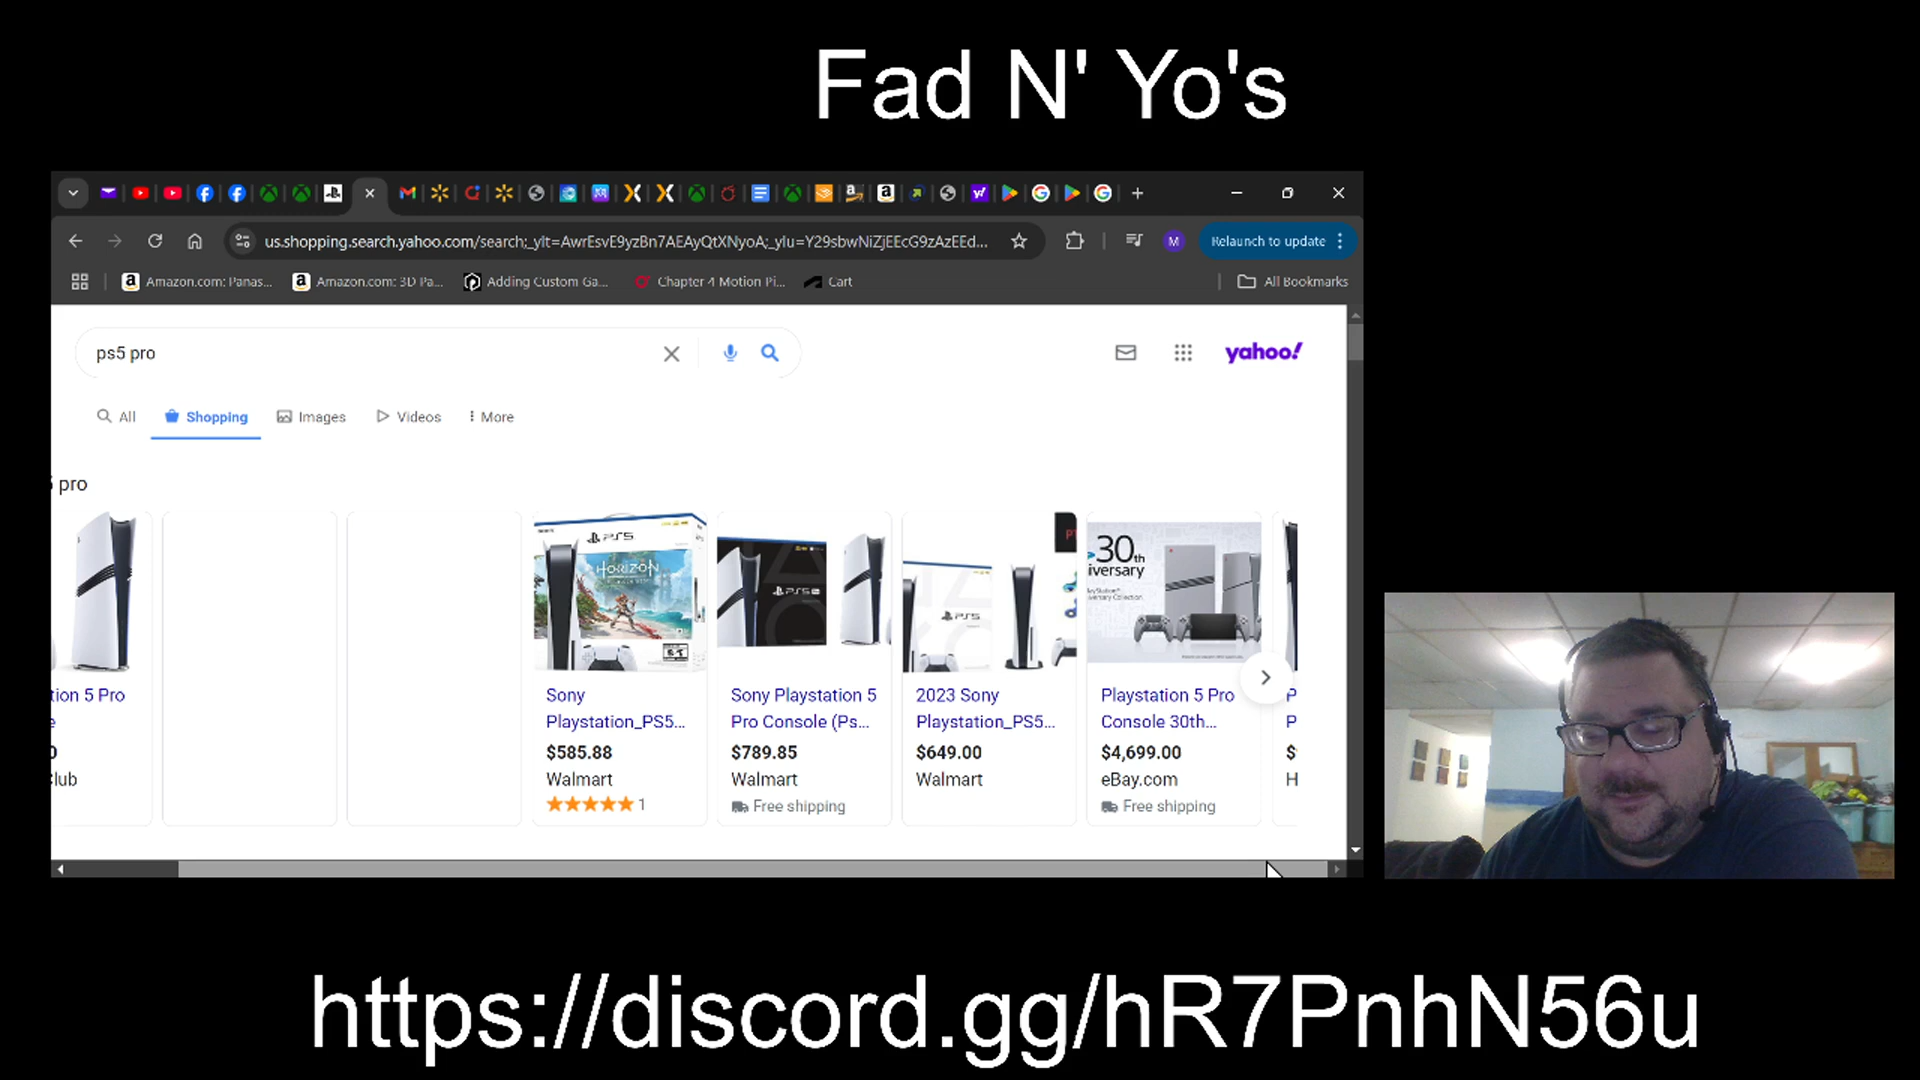 Fad N' Yo's
us.shopping.search.yahoo.com/search;_ylt=AwrEsvE9yzBn7AEAyQtXNyoA;_ylu=Y29sbwNiZjEEcG9zAzEEd...
Relaunch to update
Amazon.com: Panas...
Amazon.com: 3D Pa...
Adding Custom Ga...
Chapter 4 Motion Pi...
Cart
All Bookmarks
ps5 pro
yahoo!
All
Shopping
Images
Videos
More
pro
PS5
HORIZON
PS5
30th
iversary
tion 5 Pro
Club
Sony
Playstation_PS5...
$585.88
Walmart
1
Sony Playstation 5
Pro Console (Ps...
$789.85
Walmart
Free shipping
2023 Sony
Playstation_PS5...
$649.00
Walmart
Playstation 5 Pro
Console 30th...
$4,699.00
eBay.com
Free shipping
https://discord.gg/hR7PnhN56u